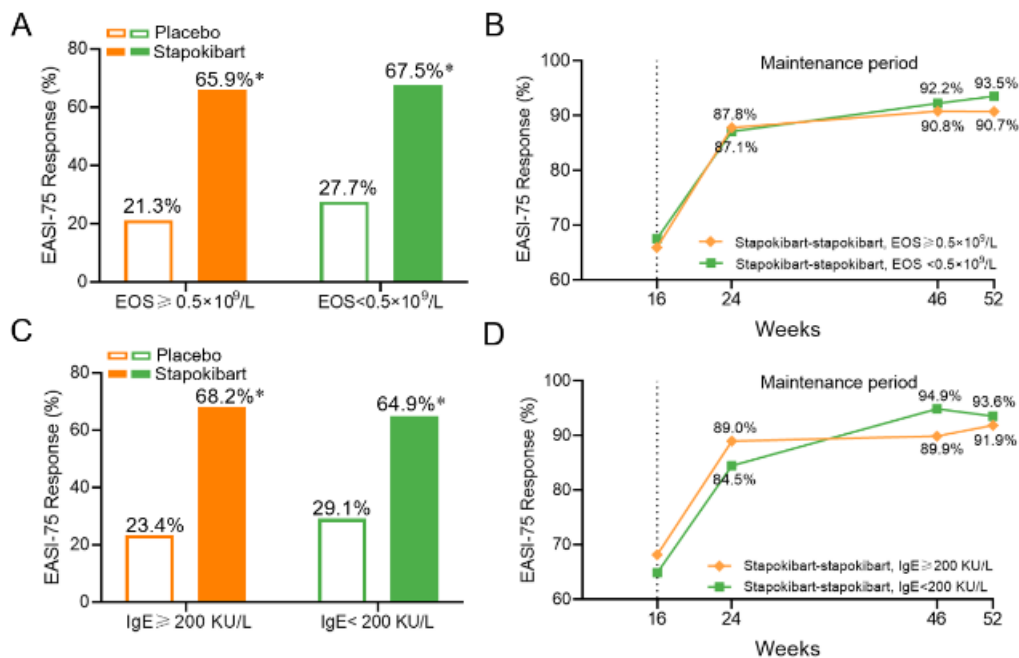 A
Placebo
Stapokibart
EASI-75 Response (%)
80
60
40
20
0
21.3%
65.9%*
27.7%
67.5%*
EOS≥ 0.5×10⁹/L
EOS<0.5×10⁹/L
B
Maintenance period
EASI-75 Response (%)
100
90
80
70
60
87.8%
87.1%
92.2%
90.8%
93.5%
90.7%
Stapokibart-stapokibart, EOS≥0.5×10⁹/L
Stapokibart-stapokibart, EOS <0.5×10⁹/L
16
24
46
52
Weeks
C
Placebo
Stapokibart
EASI-75 Response (%)
80
60
40
20
0
23.4%
68.2%*
29.1%
64.9%*
IgE≥ 200 KU/L
IgE< 200 KU/L
D
Maintenance period
EASI-75 Response (%)
100
90
80
70
60
89.0%
84.5%
94.9%
89.9%
93.6%
91.9%
Stapokibart-stapokibart, IgE≥200 KU/L
Stapokibart-stapokibart, IgE<200 KU/L
16
24
46
52
Weeks